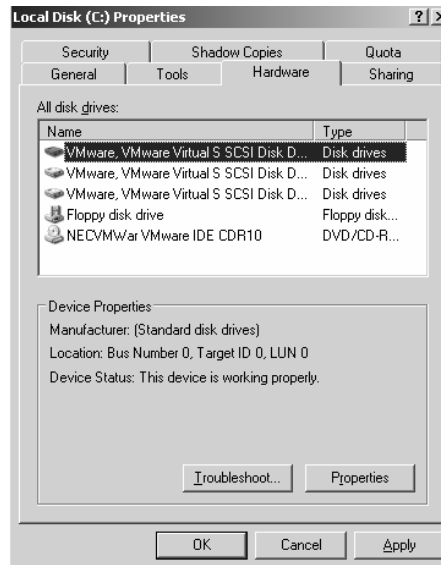 Local Disk (C:) Properties
Security Shadow Copies Quota
General Tools Hardware Sharing
All disk drives:
Name Type
VMware, VMware Virtual S SCSI Disk D... Disk drives
VMware, VMware Virtual S SCSI Disk D... Disk drives
VMware, VMware Virtual S SCSI Disk D... Disk drives
Floppy disk drive Floppy disk...
NECVMWar VMware IDE CDR10 DVD/CD-R...
Device Properties
Manufacturer: (Standard disk drives)
Location: Bus Number 0, Target ID 0, LUN 0
Device Status: This device is working properly.
Troubleshoot... Properties
OK Cancel Apply